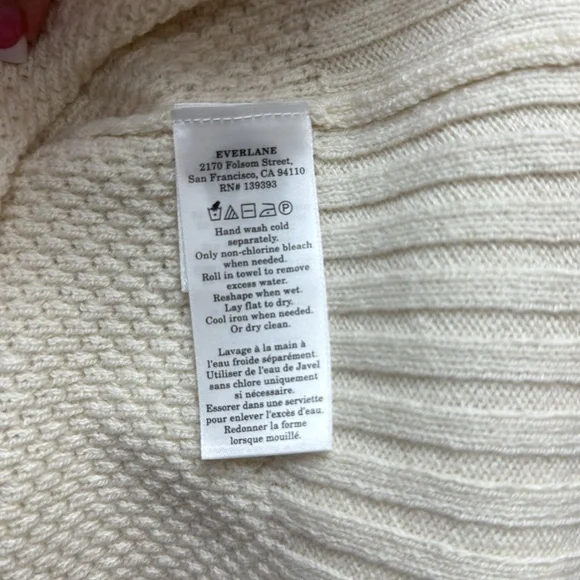 EVERLANE
2170 Folsom Street,
San Francisco, CA 94110
RN# 139393
Hand wash cold
separately.
Only non-chlorine bleach
when needed.
Roll in towel to remove
excess water.
Reshape when wet.
Lay flat to dry.
Cool iron when needed.
Or dry clean.
Lavage à la main à
l'eau froide séparément.
Utiliser de l'eau de Javel
sans chlore uniquement
si nécessaire.
Essorer dans une serviette
pour enlever l'excès d'eau.
Redonner la forme
lorsque mouillé.